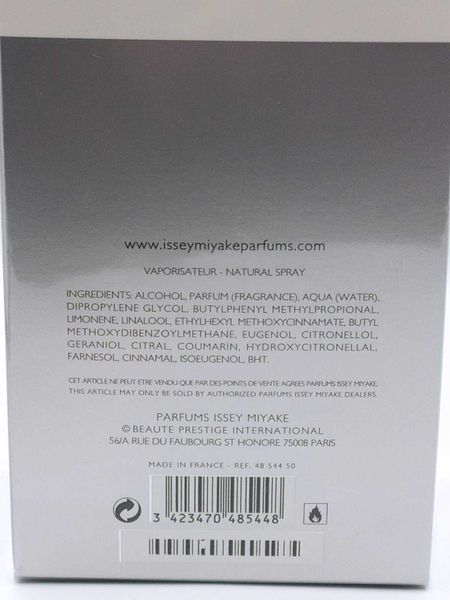 www.isseymiyakeparfums.com
VAPORISATEUR - NATURAL SPRAY
INGREDIENTS: ALCOHOL, PARFUM (FRAGRANCE), AQUA (WATER),
DIPROPYLENE GLYCOL, BUTYLPHENYL METHYLPROPIONAL,
LIMONENE, LINALOOL, ETHYLHEXYL METHOXYCINNAMATE, BUTYL
METHOXYDIBENZOYLMETHANE, EUGENOL, CITRONELLOL,
GERANIOL, CITRAL, COUMARIN, HYDROXYCITRONELLAL,
FARNESOL, CINNAMAL, ISOEUGENOL, BHT.
CET ARTICLE NE PEUT ETRE VENDU QUE PAR DES POINTS DE VENTE AGREES PARFUMS ISSEY MIYAKE.
THIS ARTICLE MAY ONLY BE SOLD BY AUTHORIZED PARFUMS ISSEY MIYAKE DEALERS.
PARFUMS ISSEY MIYAKE
© BEAUTE PRESTIGE INTERNATIONAL
56/A RUE DU FAUBOURG ST HONORE 75008 PARIS
MADE IN FRANCE - REF. 48 544 50
3 423470 485448